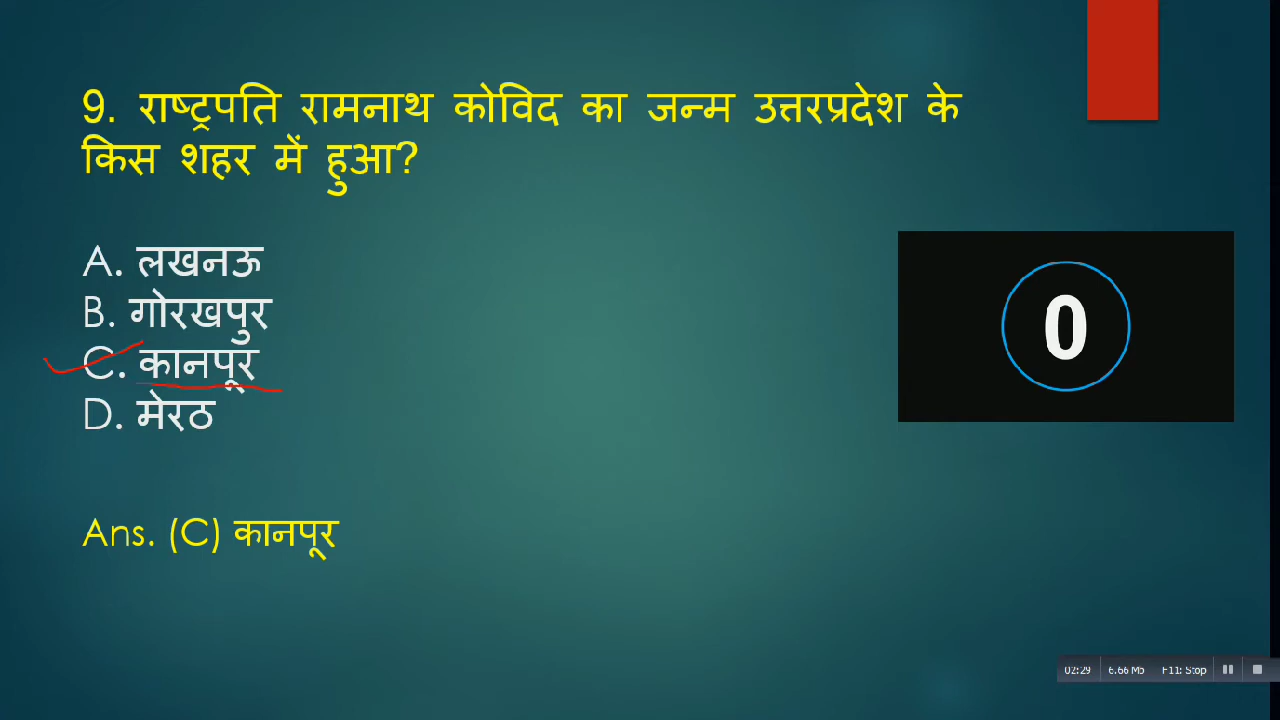 9. राष्ट्रपति रामनाथ कोविद का जन्म उत्तरप्रदेश के
किस शहर में हुआ?
A. लखनऊ
B. गोरखपुर
C. कानपूर
D. मेरठ
0
Ans. (C) कानपूर
02:29 6.66 Mb F11: Stop